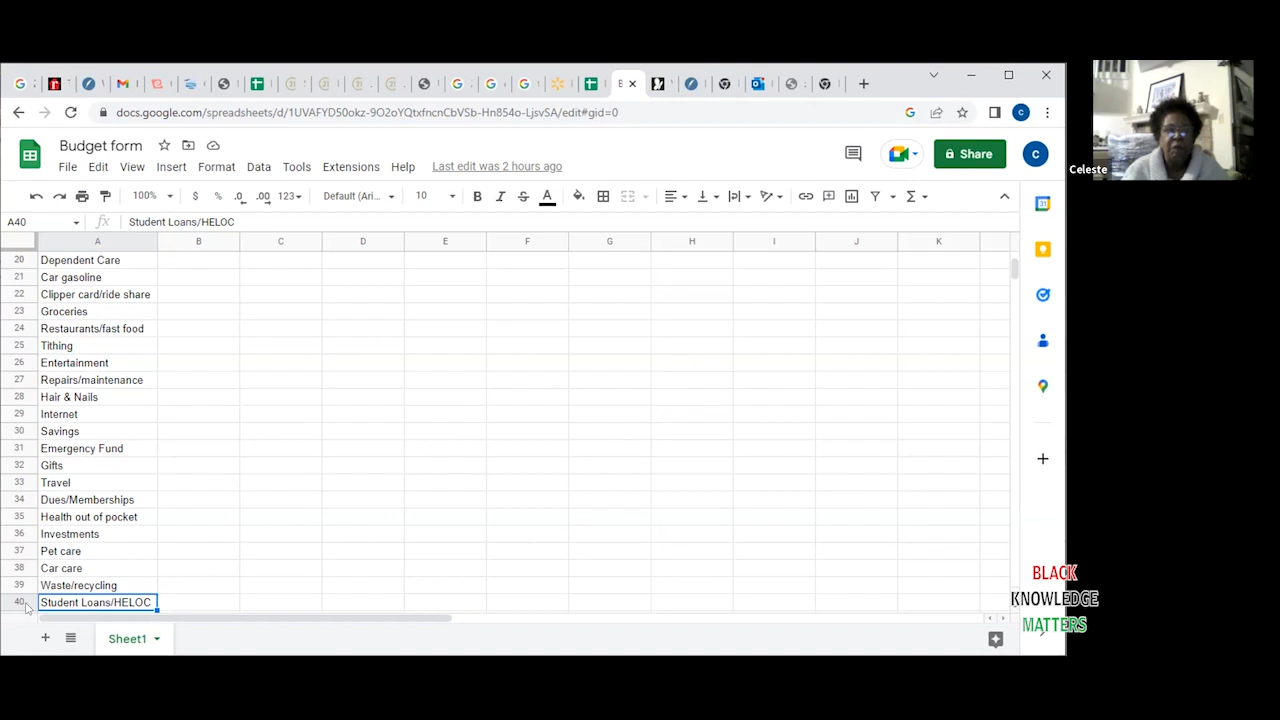 docs.google.com/spreadsheets/d/1UVAFYD50okz-9O2oYQtxfncnCbVSb-Hn854o-LjsvSA/edit#gid=0
Budget form
File Edit View Insert Format Data Tools Extensions Help Last edit was 2 hours ago
Share C
100% $ % .0 .00 123 Default (Ari... 10 B I S A
A40 fx Student Loans/HELOC
A B C D E F G H I J K
20 Dependent Care
21 Car gasoline
22 Clipper card/ride share
23 Groceries
24 Restaurants/fast food
25 Tithing
26 Entertainment
27 Repairs/maintenance
28 Hair & Nails
29 Internet
30 Savings
31 Emergency Fund
32 Gifts
33 Travel
34 Dues/Memberships
35 Health out of pocket
36 Investments
37 Pet care
38 Car care
39 Waste/recycling
40 Student Loans/HELOC
Sheet1
Celeste
BLACK
KNOWLEDGE
MATTERS